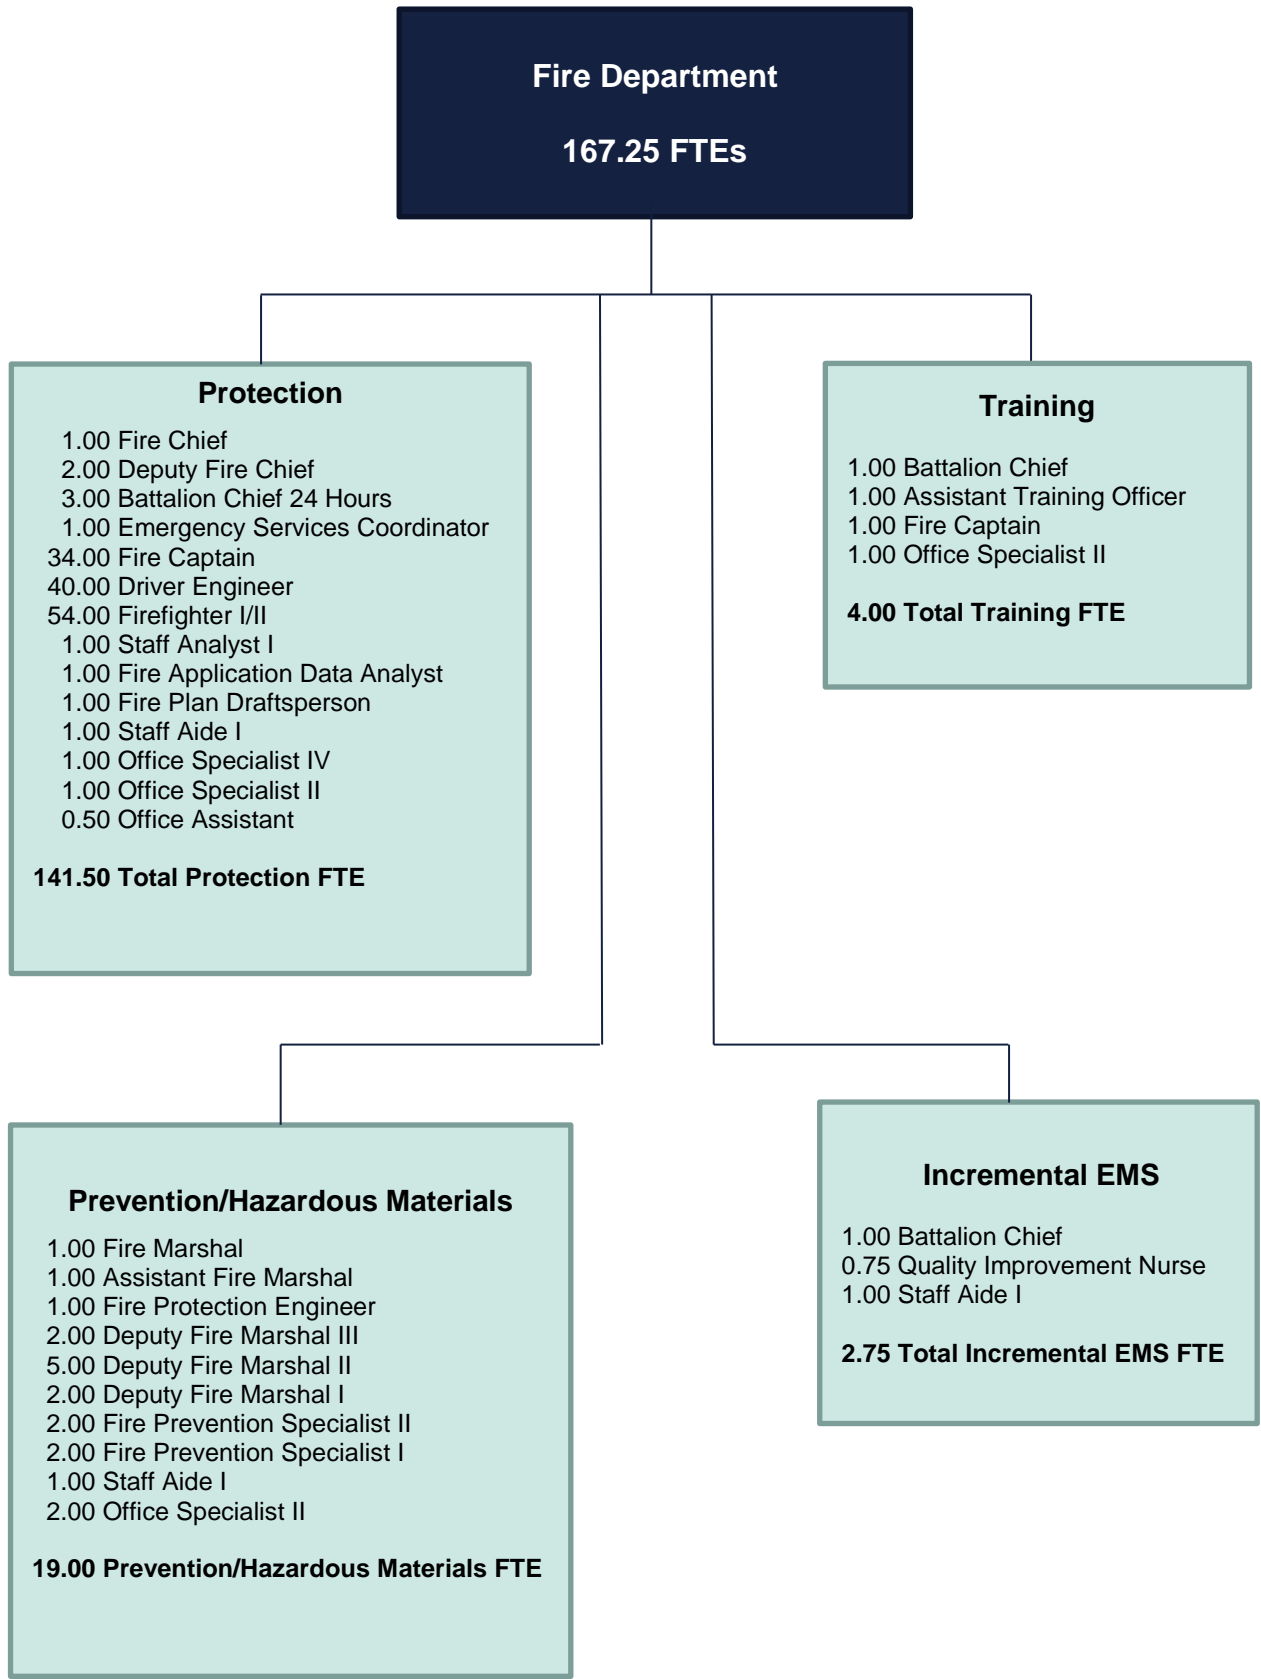 Fire Department
167.25 FTEs
Protection
1.00 Fire Chief
2.00 Deputy Fire Chief
3.00 Battalion Chief 24 Hours
1.00 Emergency Services Coordinator
34.00 Fire Captain
40.00 Driver Engineer
54.00 Firefighter I/II
1.00 Staff Analyst I
1.00 Fire Application Data Analyst
1.00 Fire Plan Draftsperson
1.00 Staff Aide I
1.00 Office Specialist IV
1.00 Office Specialist II
0.50 Office Assistant
141.50 Total Protection FTE
Training
1.00 Battalion Chief
1.00 Assistant Training Officer
1.00 Fire Captain
1.00 Office Specialist II
4.00 Total Training FTE
Prevention/Hazardous Materials
1.00 Fire Marshal
1.00 Assistant Fire Marshal
1.00 Fire Protection Engineer
2.00 Deputy Fire Marshal III
5.00 Deputy Fire Marshal II
2.00 Deputy Fire Marshal I
2.00 Fire Prevention Specialist II
2.00 Fire Prevention Specialist I
1.00 Staff Aide I
2.00 Office Specialist II
19.00 Prevention/Hazardous Materials FTE
Incremental EMS
1.00 Battalion Chief
0.75 Quality Improvement Nurse
1.00 Staff Aide I
2.75 Total Incremental EMS FTE